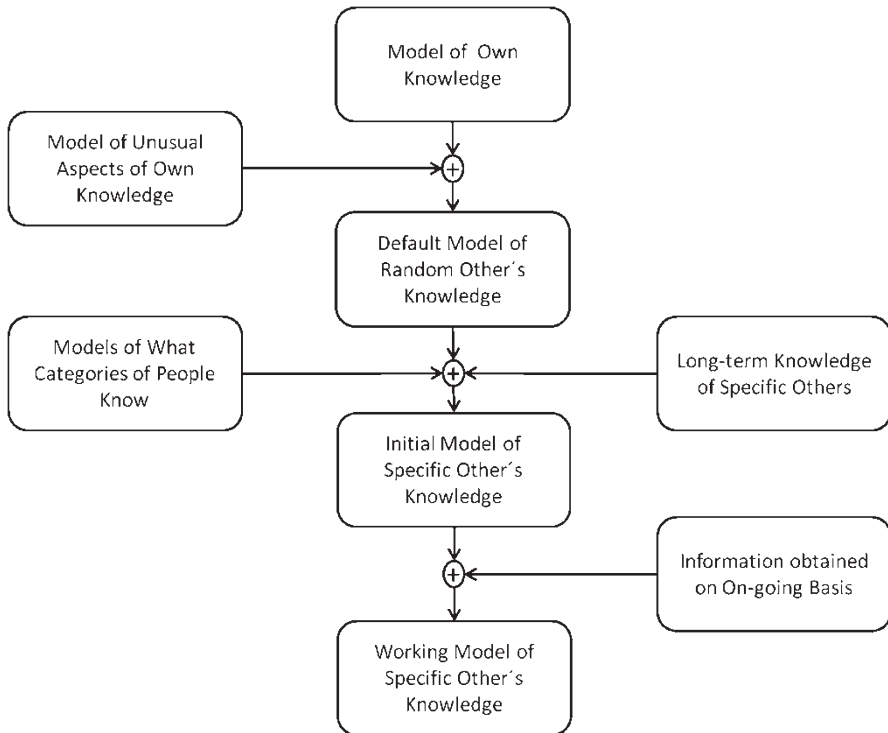 Model of Own
Knowledge
Model of Unusual
Aspects of Own
Knowledge
+
Default Model of
Random Other´s
Knowledge
Models of What
Categories of People
Know
+
Long-term Knowledge
of Specific Others
Initial Model of
Specific Other´s
Knowledge
+
Information obtained
on On-going Basis
Working Model of
Specific Other´s
Knowledge